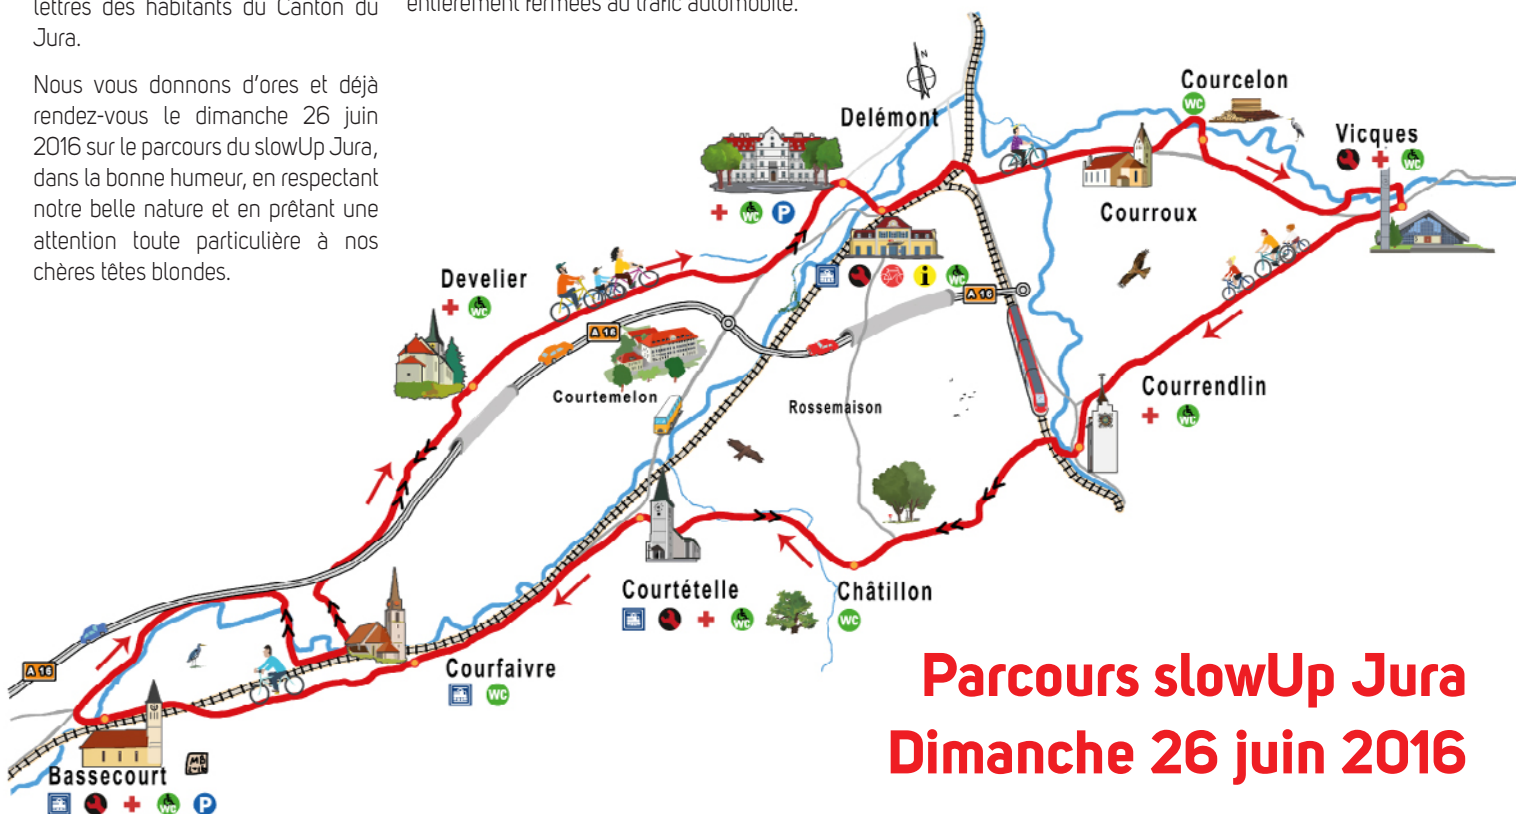 lettres des habitants du Canton du
Jura.
Nous vous donnons d'ores et déjà
rendez-vous le dimanche 26 juin
2016 sur le parcours du slowUp Jura,
dans la bonne humeur, en respectant
notre belle nature et en prêtant une
attention toute particulière à nos
chères têtes blondes.
entièrement fermées au trafic automobile.
N
Delémont
WC
P
Courcelon
WC
Vicques
WC
Courroux
Develier
WC
i
WC
A 16
A 16
Courtemelon
Rossemaison
Courrendlin
WC
Courtételle
WC
Châtillon
WC
A 16
Courfaivre
WC
Bassecourt
WC
P
Parcours slowUp Jura
Dimanche 26 juin 2016